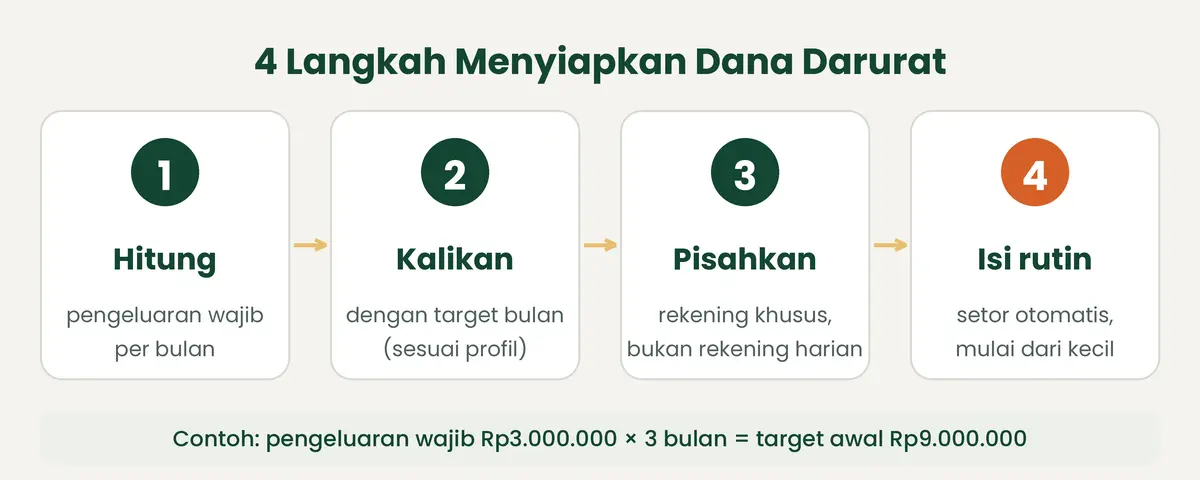 4 Langkah Menyiapkan Dana Darurat
1
Hitung
pengeluaran wajib
per bulan
2
Kalikan
dengan target bulan
(sesuai profil)
3
Pisahkan
rekening khusus,
bukan rekening harian
4
Isi rutin
setor otomatis,
mulai dari kecil
Contoh: pengeluaran wajib Rp3.000.000 × 3 bulan = target awal Rp9.000.000